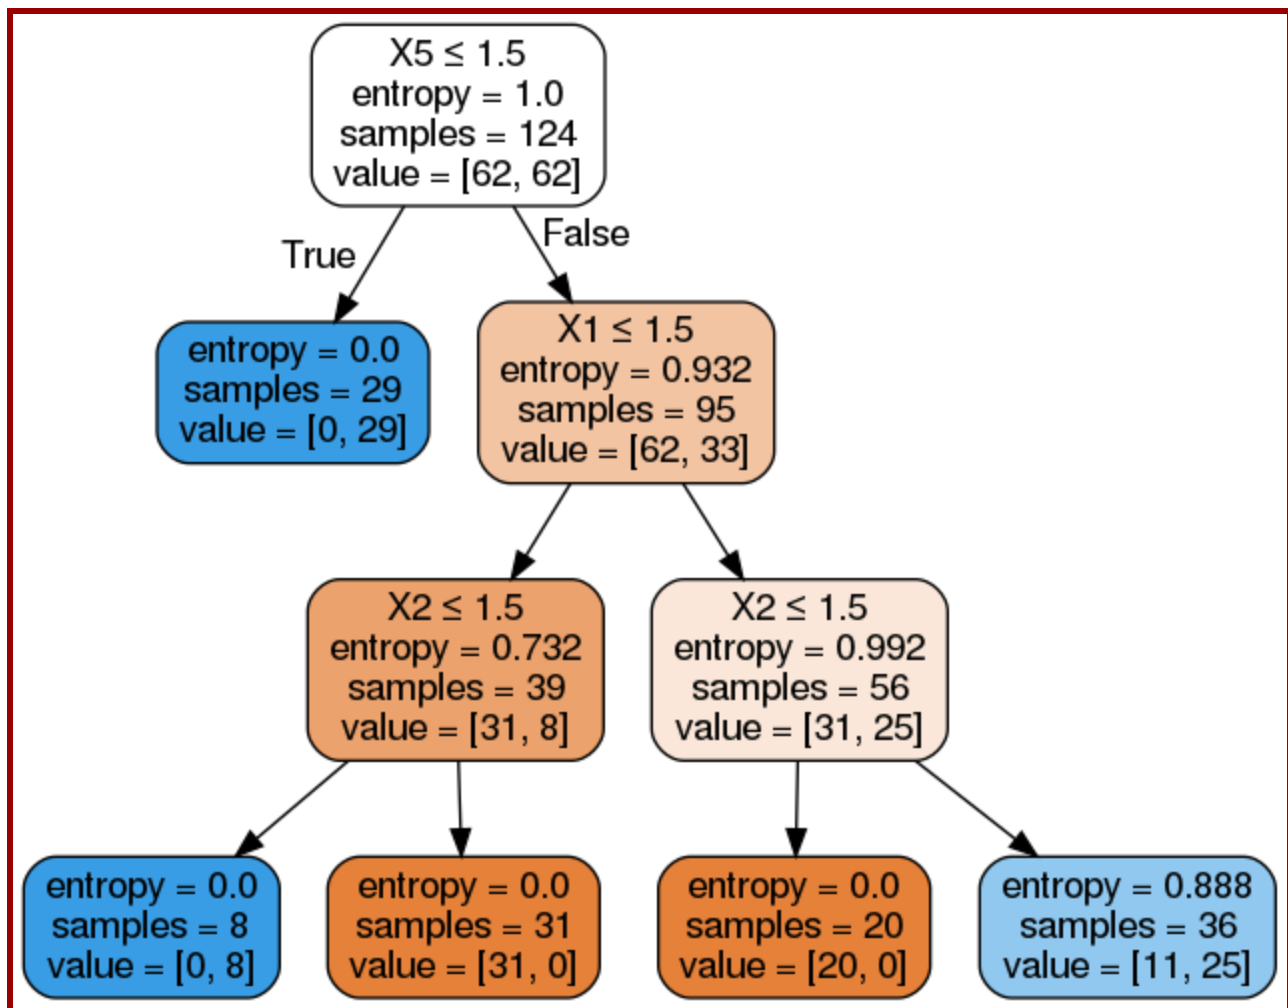 X5 ≤ 1.5
entropy = 1.0
samples = 124
value = [62, 62]
True
False
entropy = 0.0
samples = 29
value = [0, 29]
X1 ≤ 1.5
entropy = 0.932
samples = 95
value = [62, 33]
X2 ≤ 1.5
entropy = 0.732
samples = 39
value = [31, 8]
X2 ≤ 1.5
entropy = 0.992
samples = 56
value = [31, 25]
entropy = 0.0
samples = 8
value = [0, 8]
entropy = 0.0
samples = 31
value = [31, 0]
entropy = 0.0
samples = 20
value = [20, 0]
entropy = 0.888
samples = 36
value = [11, 25]